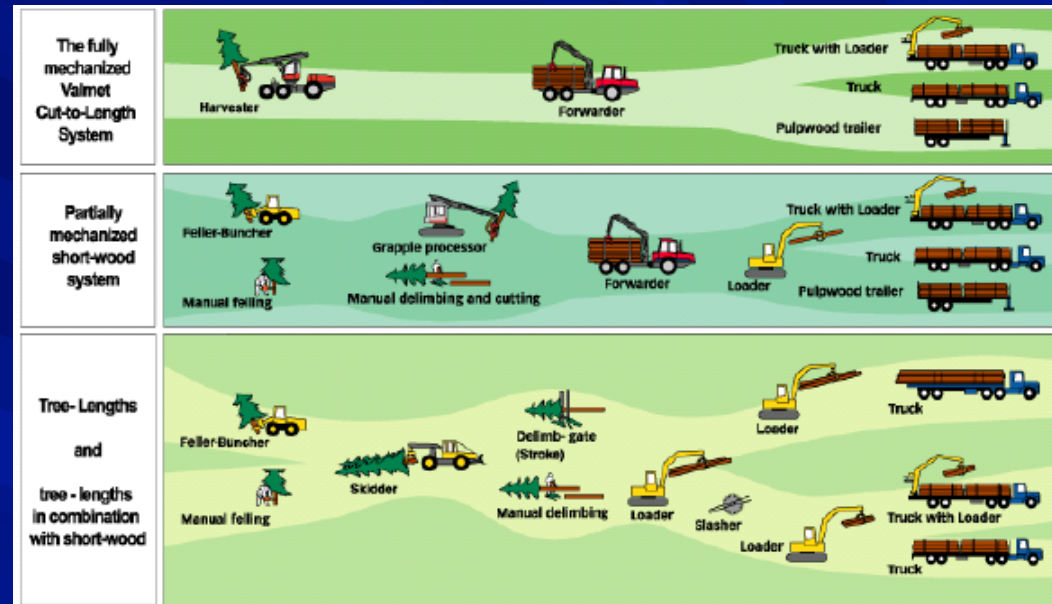 The fully
mechanized
Valmet
Cut-to-Length
System
Harvester
Forwarder
Truck with Loader
Truck
Pulpwood trailer
Partially
mechanized
short-wood
system
Feller-Buncher
Manual felling
Grapple processor
Manual delimbing and cutting
Forwarder
Loader
Truck with Loader
Truck
Pulpwood trailer
Tree- Lengths
and
tree - lengths
in combination
with short-wood
Feller-Buncher
Manual felling
Skidder
Delimb- gate
(Stroke)
Manual delimbing
Loader
Slasher
Loader
Truck
Loader
Truck with Loader
Truck